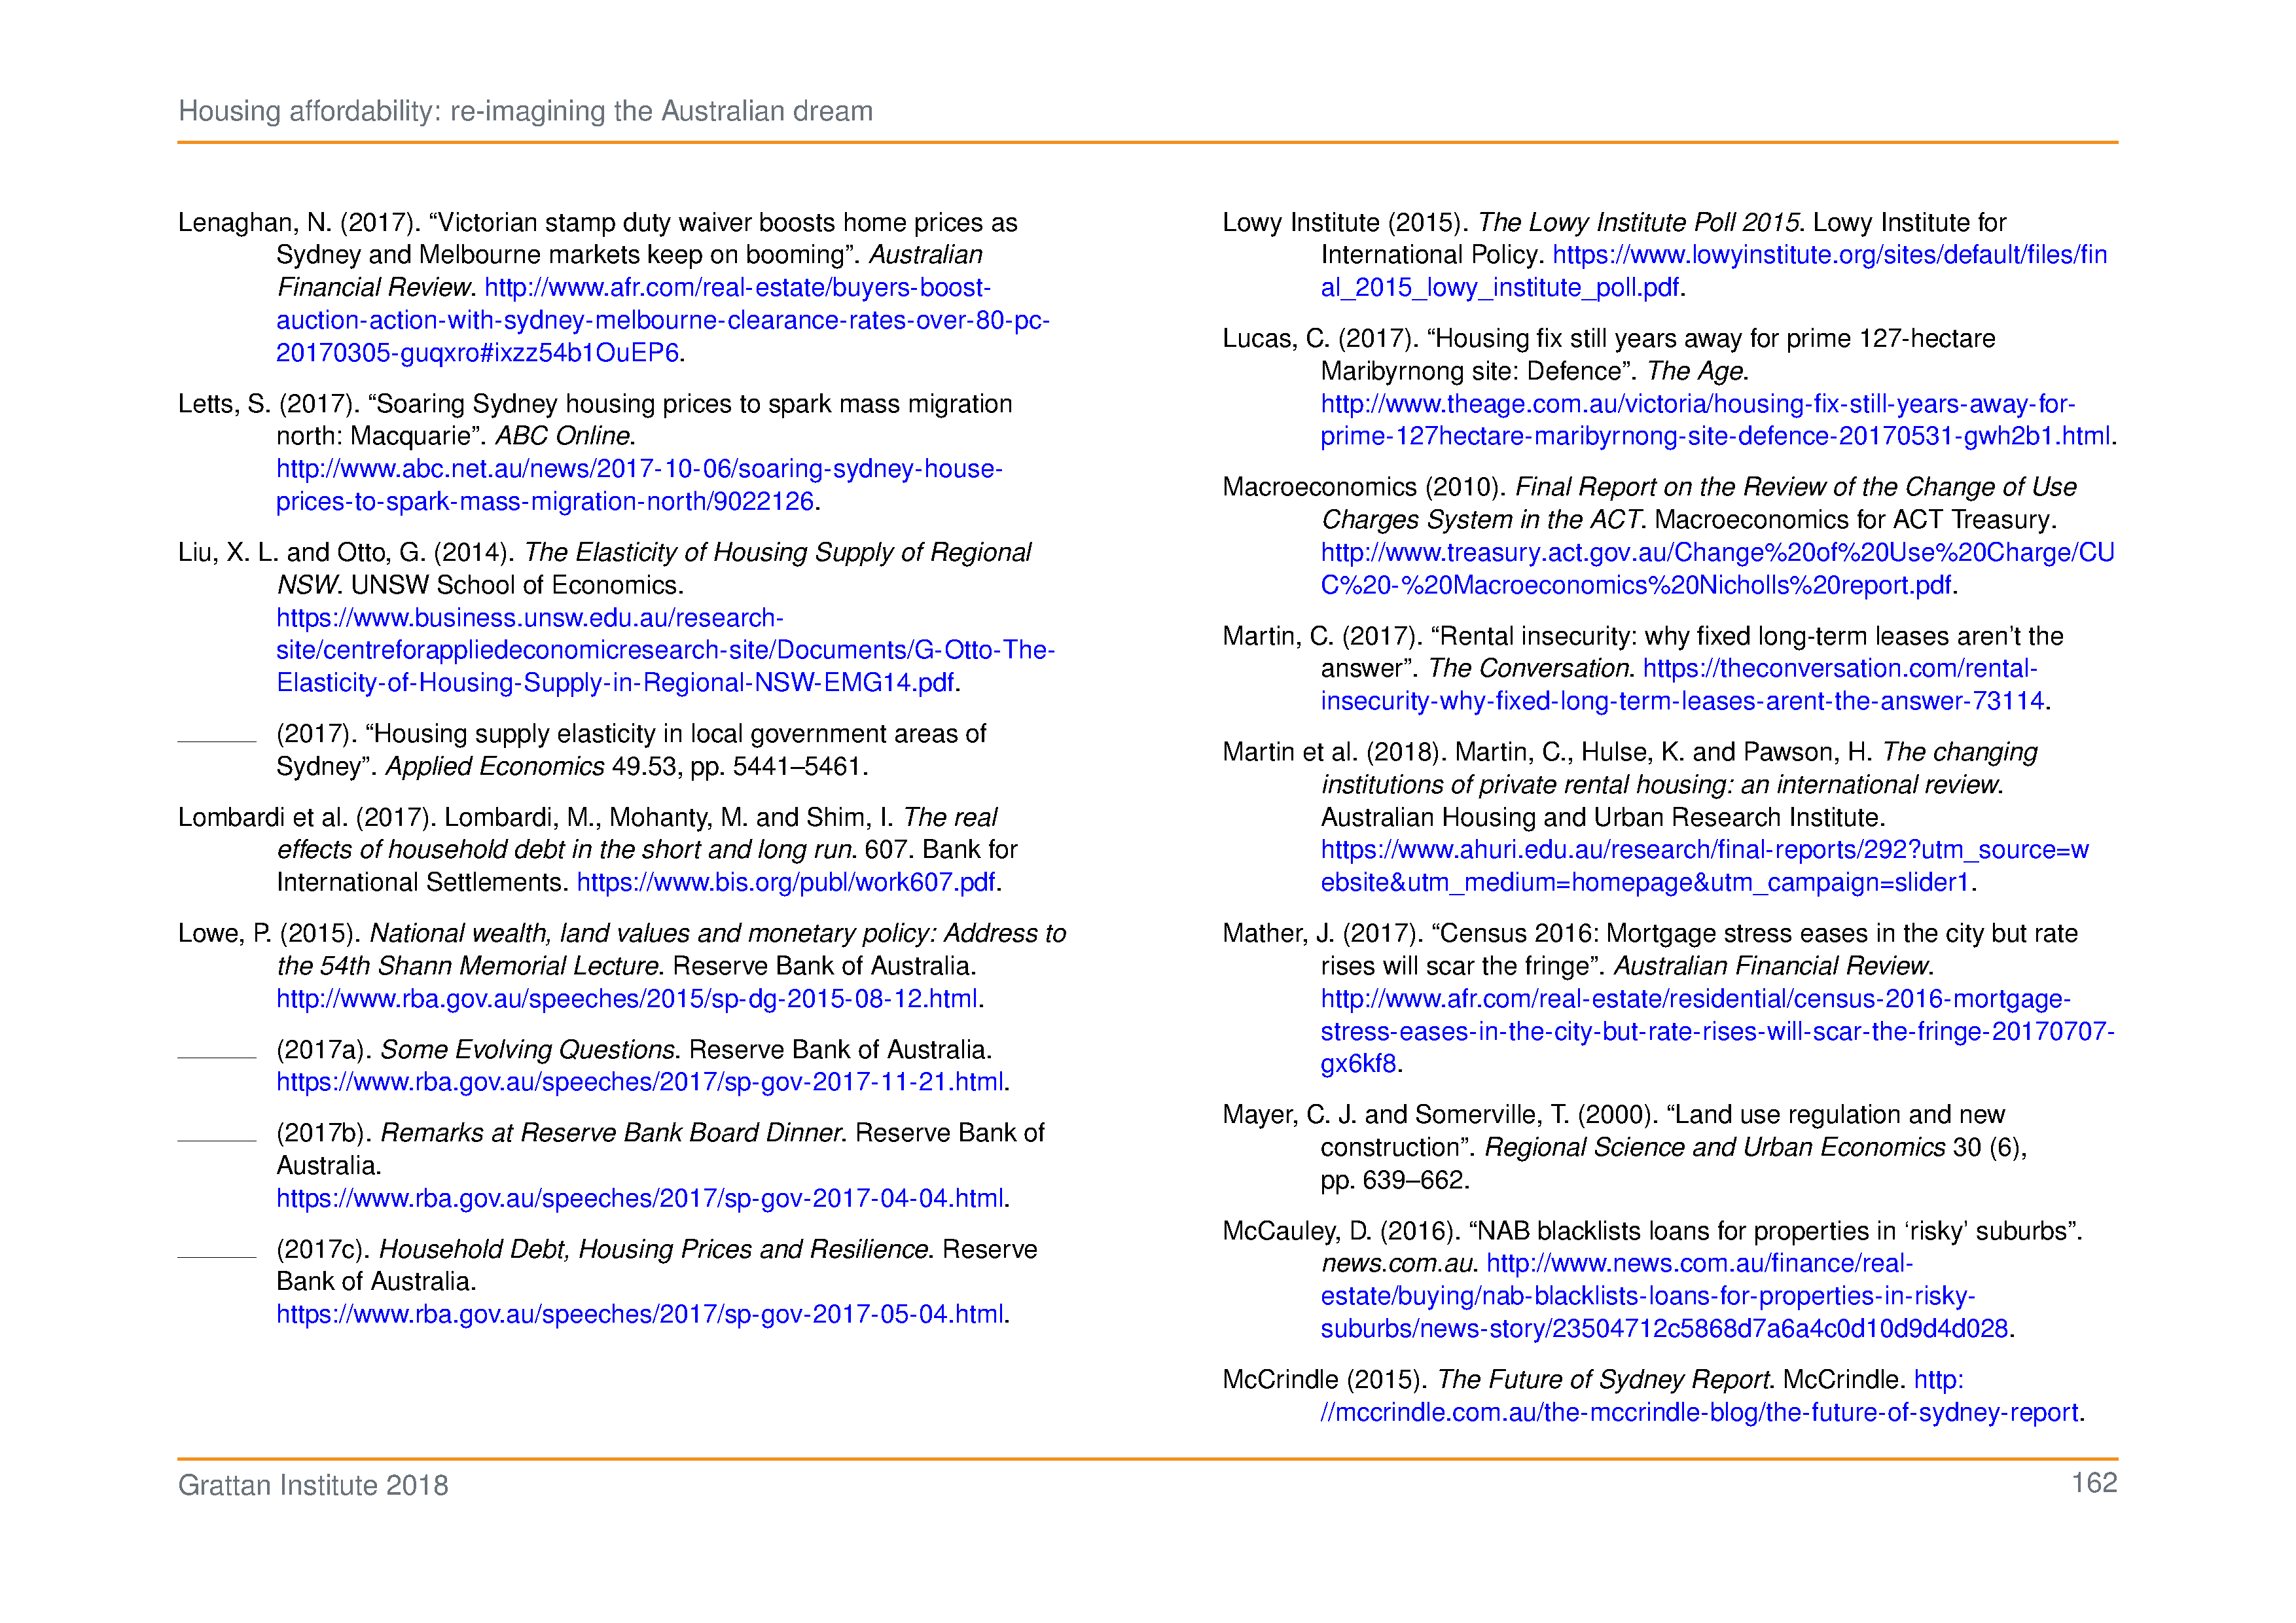 Housing affordability: re-imagining the Australian dream
Lenaghan, N. (2017). “Victorian stamp duty waiver boosts home prices as
Sydney and Melbourne markets keep on booming”. Australian
Financial Review. http://www.afr.com/real-estate/buyers-boost-
auction-action-with-sydney-melbourne-clearance-rates-over-80-pc-
20170305-guqxro#ixzz54b1OuEP6.
Letts, S. (2017). “Soaring Sydney housing prices to spark mass migration
north: Macquarie”. ABC Online.
http://www.abc.net.au/news/2017-10-06/soaring-sydney-house-
prices-to-spark-mass-migration-north/9022126.
Liu, X. L. and Otto, G. (2014). The Elasticity of Housing Supply of Regional
NSW. UNSW School of Economics.
https://www.business.unsw.edu.au/research-
site/centreforappliedeconomicresearch-site/Documents/G-Otto-The-
Elasticity-of-Housing-Supply-in-Regional-NSW-EMG14.pdf.
______ (2017). “Housing supply elasticity in local government areas of
Sydney”. Applied Economics 49.53, pp. 5441–5461.
Lombardi et al. (2017). Lombardi, M., Mohanty, M. and Shim, I. The real
effects of household debt in the short and long run. 607. Bank for
International Settlements. https://www.bis.org/publ/work607.pdf.
Lowe, P. (2015). National wealth, land values and monetary policy: Address to
the 54th Shann Memorial Lecture. Reserve Bank of Australia.
http://www.rba.gov.au/speeches/2015/sp-dg-2015-08-12.html.
______ (2017a). Some Evolving Questions. Reserve Bank of Australia.
https://www.rba.gov.au/speeches/2017/sp-gov-2017-11-21.html.
______ (2017b). Remarks at Reserve Bank Board Dinner. Reserve Bank of
Australia.
https://www.rba.gov.au/speeches/2017/sp-gov-2017-04-04.html.
______ (2017c). Household Debt, Housing Prices and Resilience. Reserve
Bank of Australia.
https://www.rba.gov.au/speeches/2017/sp-gov-2017-05-04.html.
Lowy Institute (2015). The Lowy Institute Poll 2015. Lowy Institute for
International Policy. https://www.lowyinstitute.org/sites/default/files/fin
al_2015_lowy_institute_poll.pdf.
Lucas, C. (2017). “Housing fix still years away for prime 127-hectare
Maribyrnong site: Defence”. The Age.
http://www.theage.com.au/victoria/housing-fix-still-years-away-for-
prime-127hectare-maribyrnong-site-defence-20170531-gwh2b1.html.
Macroeconomics (2010). Final Report on the Review of the Change of Use
Charges System in the ACT. Macroeconomics for ACT Treasury.
http://www.treasury.act.gov.au/Change%20of%20Use%20Charge/CU
C%20-%20Macroeconomics%20Nicholls%20report.pdf.
Martin, C. (2017). “Rental insecurity: why fixed long-term leases aren’t the
answer”. The Conversation. https://theconversation.com/rental-
insecurity-why-fixed-long-term-leases-arent-the-answer-73114.
Martin et al. (2018). Martin, C., Hulse, K. and Pawson, H. The changing
institutions of private rental housing: an international review.
Australian Housing and Urban Research Institute.
https://www.ahuri.edu.au/research/final-reports/292?utm_source=w
ebsite&utm_medium=homepage&utm_campaign=slider1.
Mather, J. (2017). “Census 2016: Mortgage stress eases in the city but rate
rises will scar the fringe”. Australian Financial Review.
http://www.afr.com/real-estate/residential/census-2016-mortgage-
stress-eases-in-the-city-but-rate-rises-will-scar-the-fringe-20170707-
gx6kf8.
Mayer, C. J. and Somerville, T. (2000). “Land use regulation and new
construction”. Regional Science and Urban Economics 30 (6),
pp. 639–662.
McCauley, D. (2016). “NAB blacklists loans for properties in ‘risky’ suburbs”.
news.com.au. http://www.news.com.au/finance/real-
estate/buying/nab-blacklists-loans-for-properties-in-risky-
suburbs/news-story/23504712c5868d7a6a4c0d10d9d4d028.
McCrindle (2015). The Future of Sydney Report. McCrindle. http:
//mccrindle.com.au/the-mccrindle-blog/the-future-of-sydney-report.
Grattan Institute 2018
162